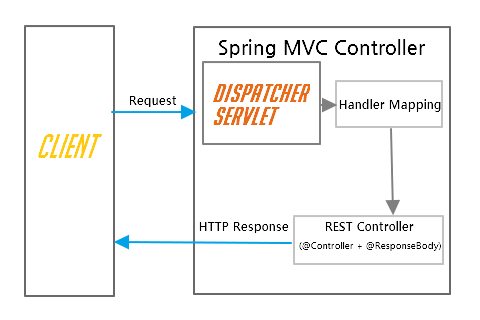 Spring MVC Controller
DISPATCHER
SERVLET
Request
Handler Mapping
CLIENT
HTTP Response
REST Controller
(@Controller + @ResponseBody)